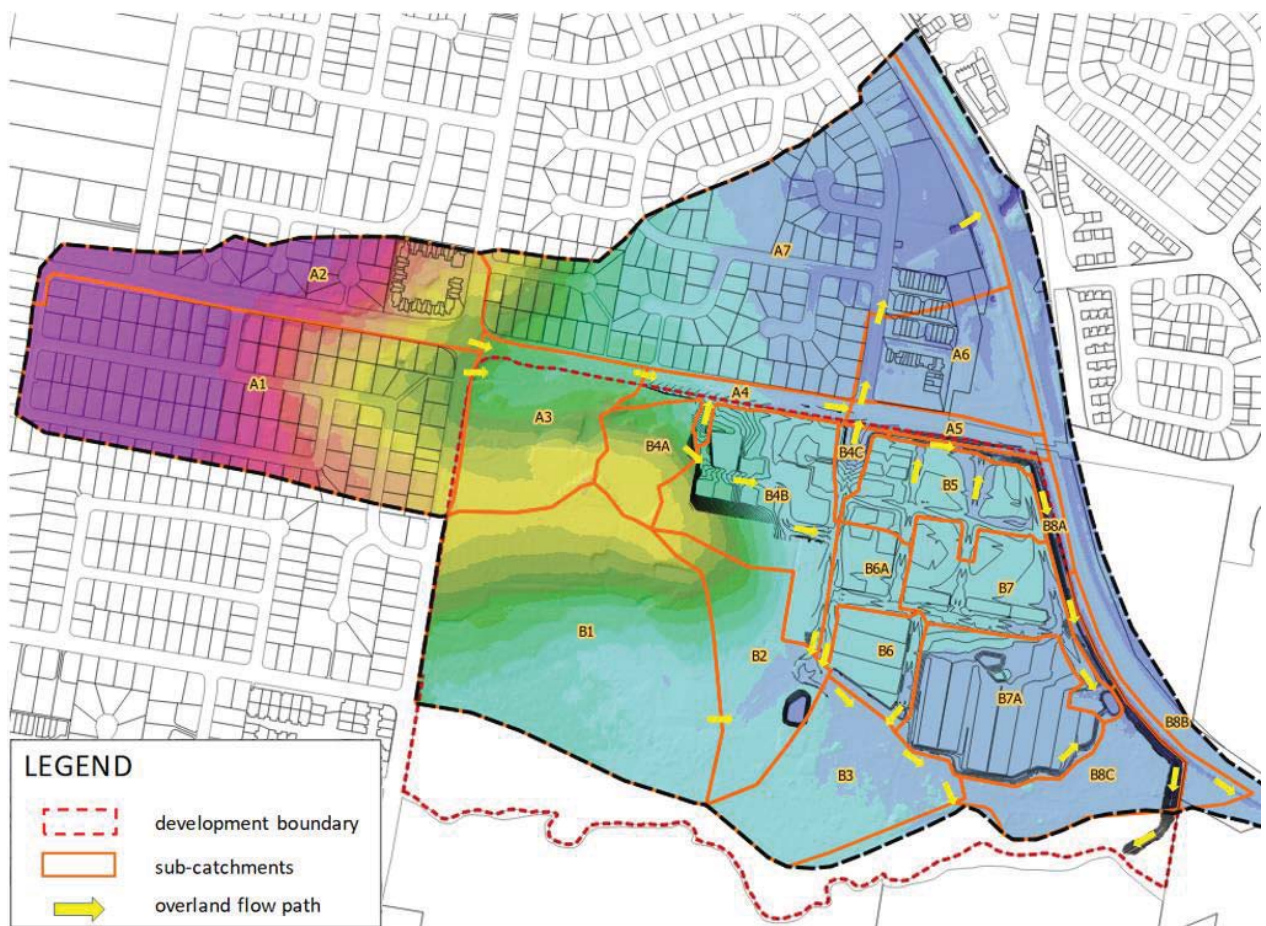 A2
A7
A1
A6
A4
A3
A5
B4A
B4C
B5
B4B
B8A
B6A
B7
B1
B2
B6
B7A
B8B
B8C
B3
LEGEND
development boundary
sub-catchments
overland flow path